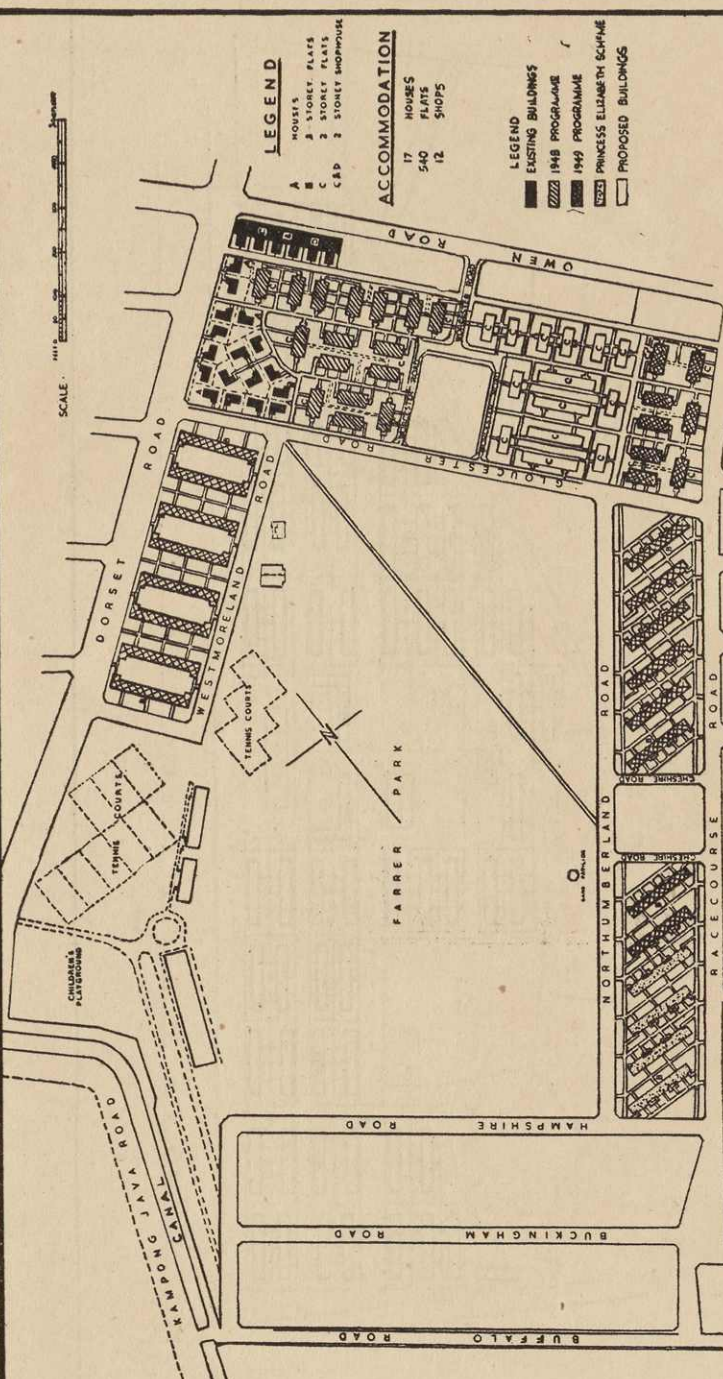 SCALE
LEGEND
A HOUSES
B 3 STOREY FLATS
C 2 STOREY FLATS
C&D 2 STOREY SHOPHOUSE
ACCOMMODATION
17 HOUSES
540 FLATS
12 SHOPS
LEGEND
EXISTING BUILDINGS
1948 PROGRAMME
1949 PROGRAMME
PRINCESS ELIZABETH SCHEME
PROPOSED BUILDINGS
DORSET ROAD
WESTMORELAND ROAD
OWEN ROAD
GLOUCESTER ROAD
TENNIS COURTS
TENNIS COURTS
CHILDREN'S
PLAYGROUND
N
FARRER PARK
KAMPONG JAVA ROAD
CANAL
NORTHUMBERLAND ROAD
CHESHIRE ROAD
CHESHIRE ROAD
RACECOURSE ROAD
HAMPSHIRE ROAD
BUCKINGHAM ROAD
BUFFALO ROAD